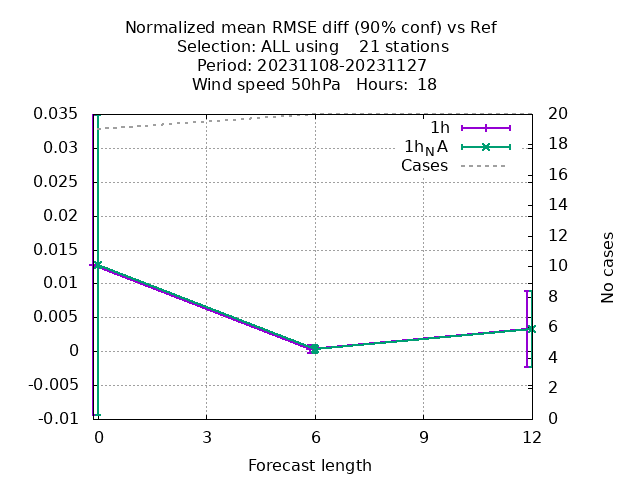 Normalized mean RMSE diff (90% conf) vs Ref
Selection: ALL using    21 stations
Period: 20231108-20231127
Wind speed 50hPa   Hours:  18
0.035
0.03
0.025
0.02
0.015
0.01
0.005
0
-0.005
-0.01
20
18
16
14
12
10
8
6
4
2
0
1h
1h_NA
Cases
No cases
0 3 6 9 12
Forecast length